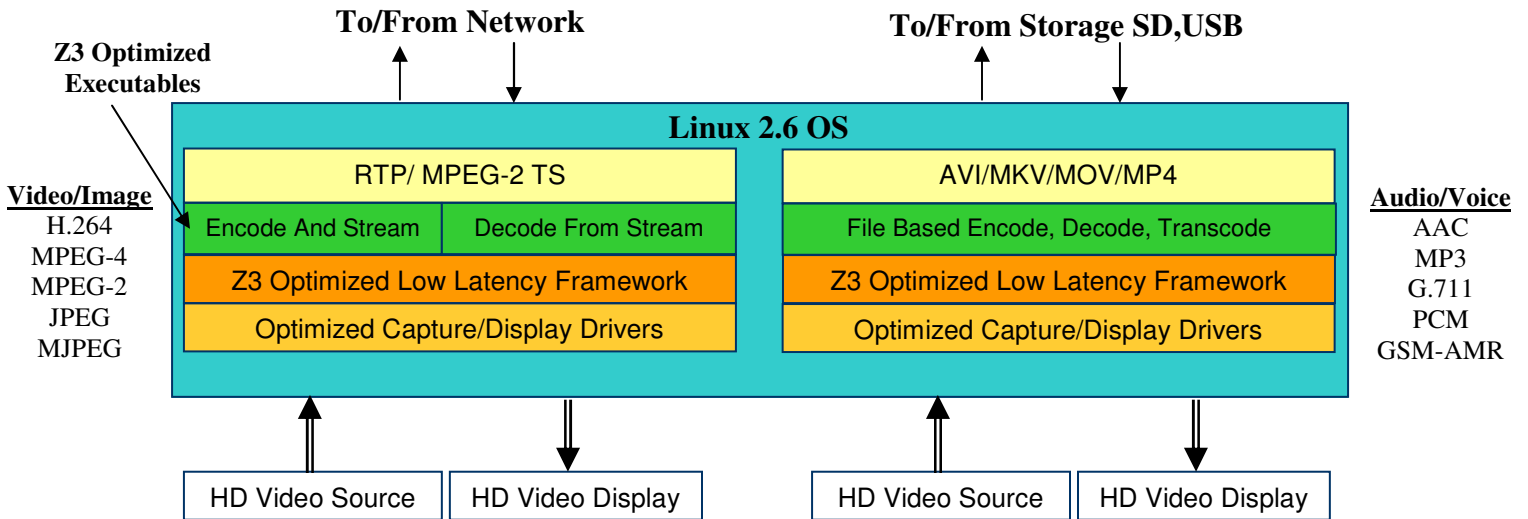 To/From Network
To/From Storage SD,USB
Z3 Optimized
Executables
Linux 2.6 OS
RTP/ MPEG-2 TS
AVI/MKV/MOV/MP4
Video/Image
H.264
MPEG-4
MPEG-2
JPEG
MJPEG
Encode And Stream
Decode From Stream
File Based Encode, Decode, Transcode
Z3 Optimized Low Latency Framework
Z3 Optimized Low Latency Framework
Optimized Capture/Display Drivers
Optimized Capture/Display Drivers
Audio/Voice
AAC
MP3
G.711
PCM
GSM-AMR
HD Video Source
HD Video Display
HD Video Source
HD Video Display